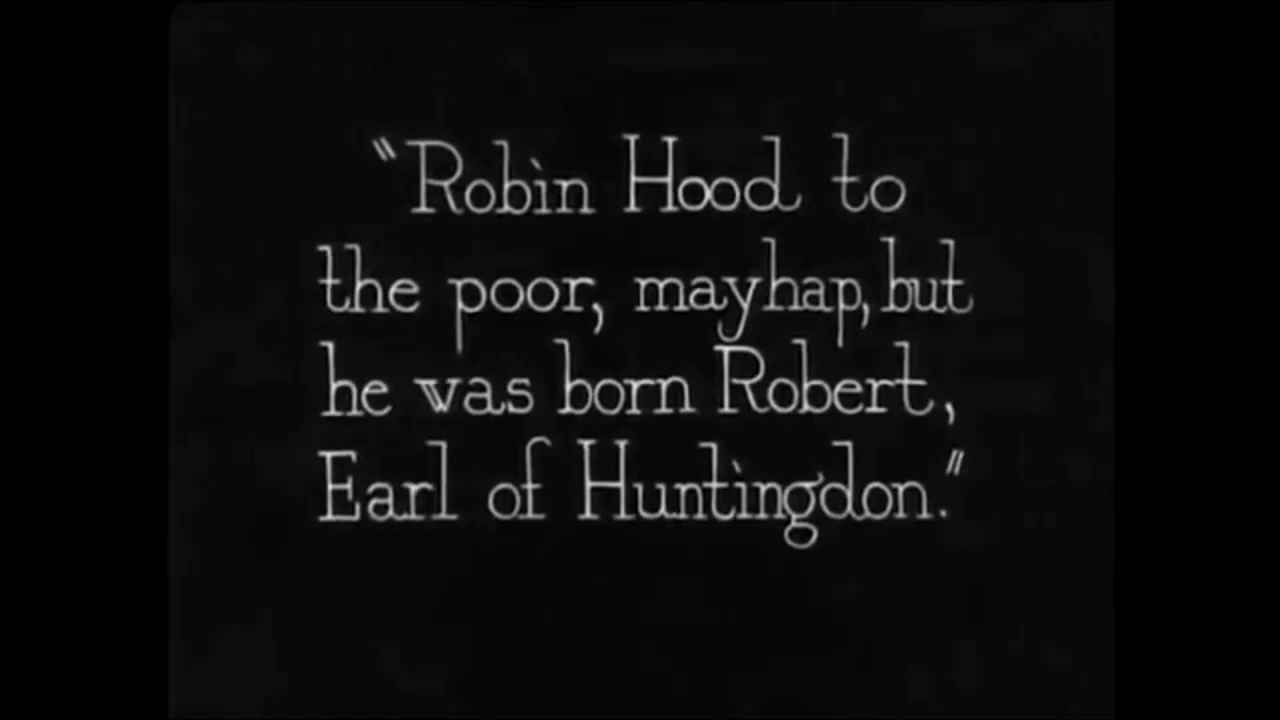 "Robin Hood to
the poor, mayhap, but
he was born Robert,
Earl of Huntingdon."